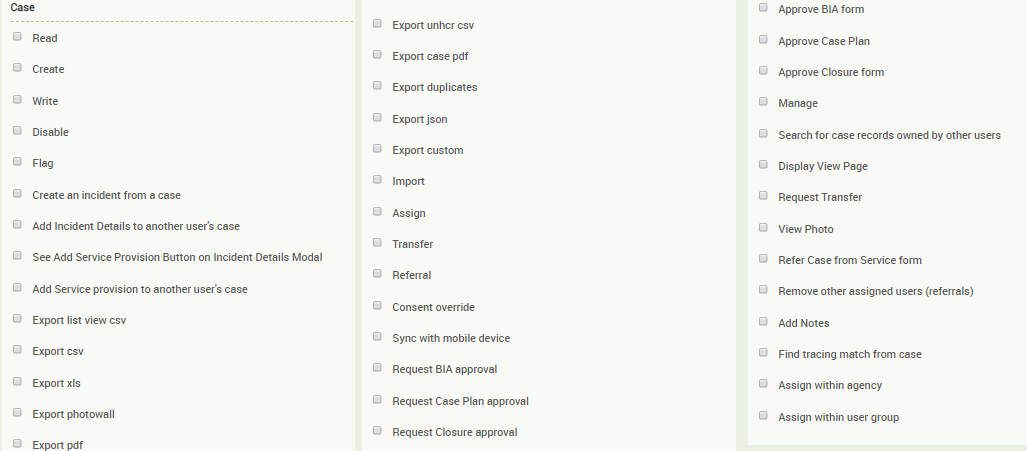 Case
Read
Create
Write
Disable
Flag
Create an incident from a case
Add Incident Details to another user's case
See Add Service Provision Button on Incident Details Modal
Add Service provision to another user's case
Export list view csv
Export csv
Export xls
Export photowall
Export pdf
Export unhcr csv
Export case pdf
Export duplicates
Export json
Export custom
Import
Assign
Transfer
Referral
Consent override
Sync with mobile device
Request BIA approval
Request Case Plan approval
Request Closure approval
Approve BIA form
Approve Case Plan
Approve Closure form
Manage
Search for case records owned by other users
Display View Page
Request Transfer
View Photo
Refer Case from Service form
Remove other assigned users (referrals)
Add Notes
Find tracing match from case
Assign within agency
Assign within user group